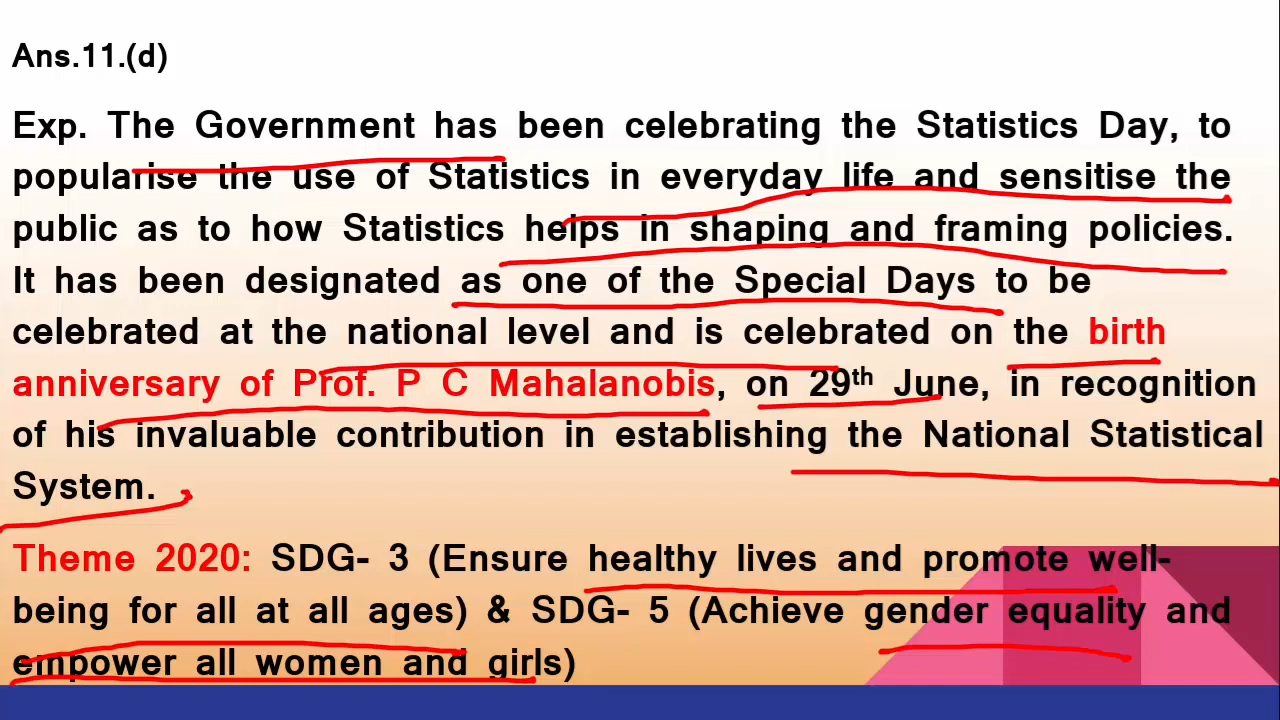 Ans.11.(d)
Exp. The Government has been celebrating the Statistics Day, to
popularise the use of Statistics in everyday life and sensitise the
public as to how Statistics helps in shaping and framing policies.
It has been designated as one of the Special Days to be
celebrated at the national level and is celebrated on the birth
anniversary of Prof. P C Mahalanobis, on 29th June, in recognition
of his invaluable contribution in establishing the National Statistical
System.
Theme 2020: SDG- 3 (Ensure healthy lives and promote well-
being for all at all ages) & SDG- 5 (Achieve gender equality and
empower all women and girls)